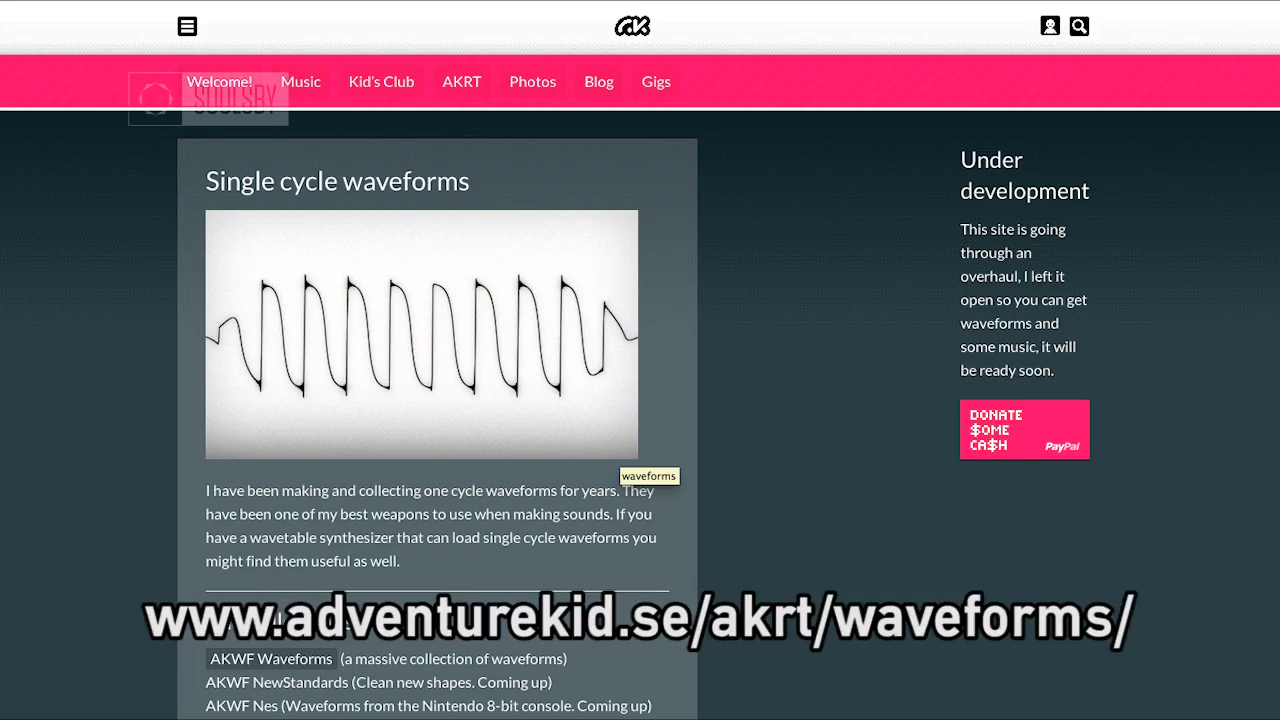 Welcome!
Music
Kid's Club
AKRT
Photos
Blog
Gigs
SOULSBY
Single cycle waveforms
waveforms
I have been making and collecting one cycle waveforms for years. They
have been one of my best weapons to use when making sounds. If you
have a wavetable synthesizer that can load single cycle waveforms you
might find them useful as well.
www.adventurekid.se/akrt/waveforms/
AKWF Waveforms (a massive collection of waveforms)
AKWF NewStandards (Clean new shapes. Coming up)
AKWF Nes (Waveforms from the Nintendo 8-bit console. Coming up)
Under
development
This site is going
through an
overhaul, I left it
open so you can get
waveforms and
some music, it will
be ready soon.
DONATE
$OME
CA$H
PayPal